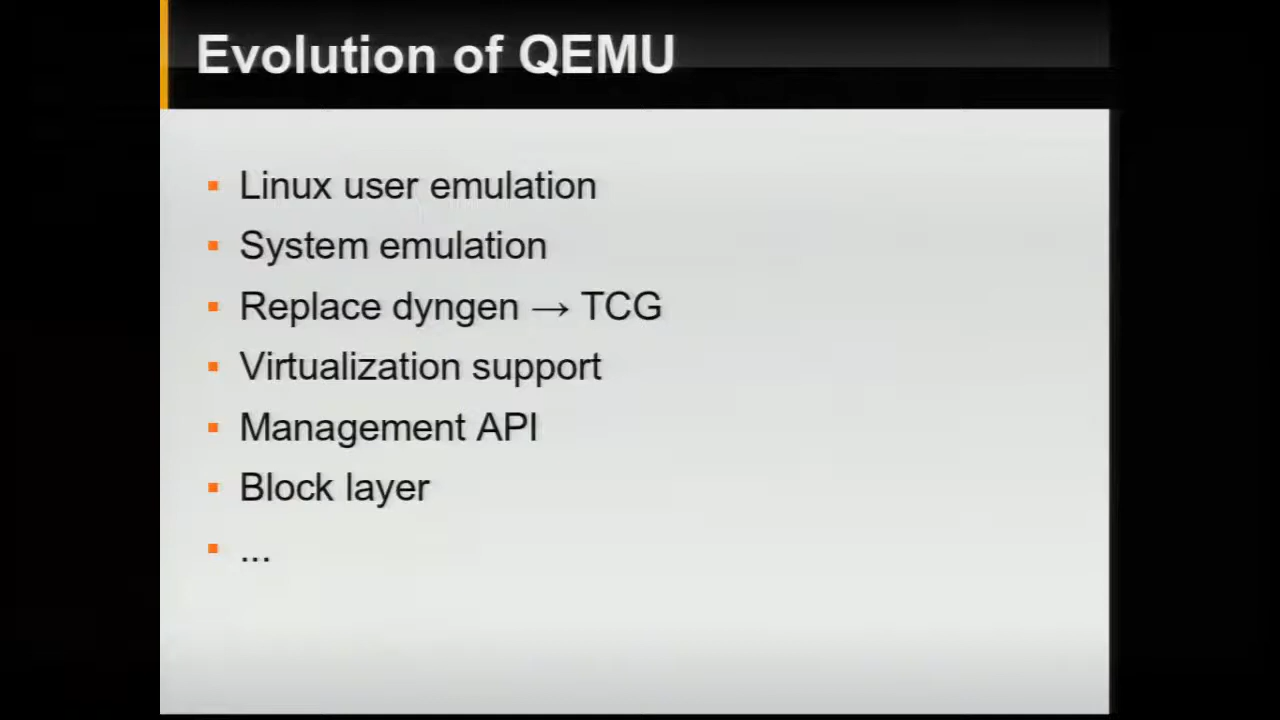 Evolution of QEMU
Linux user emulation
System emulation
Replace dyngen → TCG
Virtualization support
Management API
Block layer
...